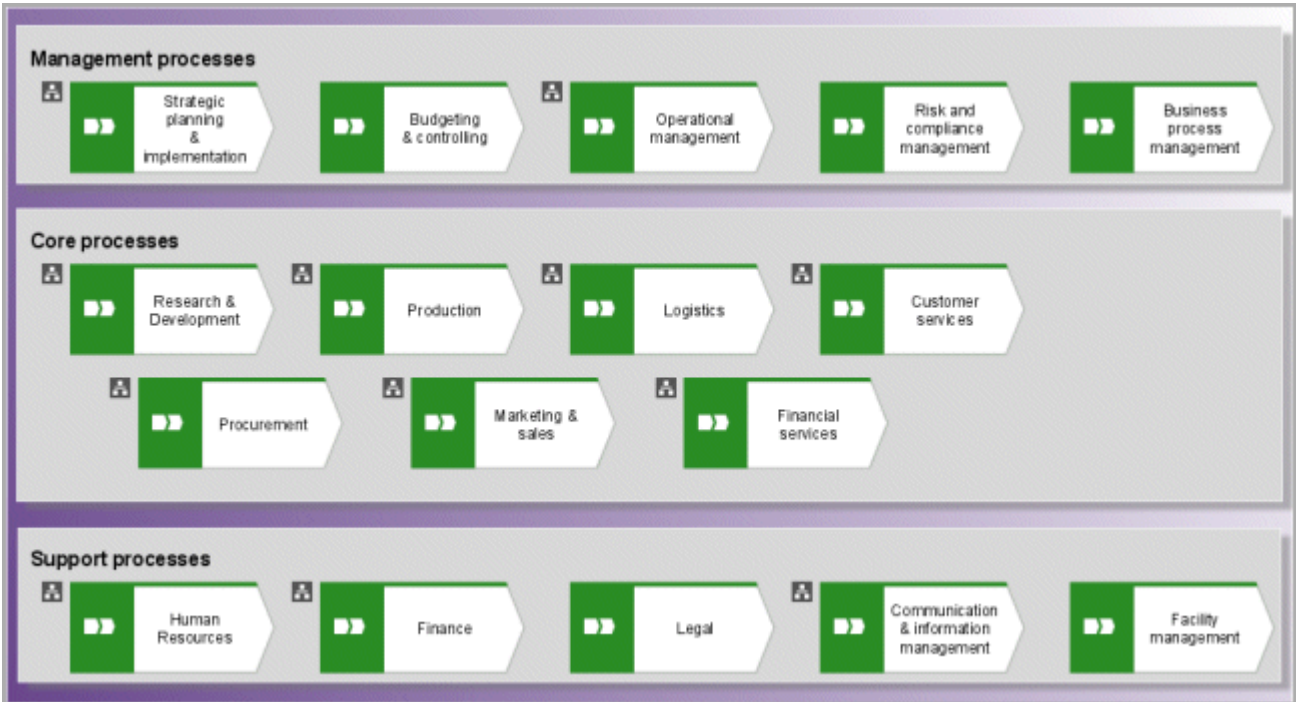 Management processes
Strategic
planning
&
implementation
Budgeting
& controlling
Operational
management
Risk and
compliance
management
Business
process
management
Core processes
Research &
Development
Production
Logistics
Customer
services
Procurement
Marketing &
sales
Financial
services
Support processes
Human
Resources
Finance
Legal
Communication
& information
management
Facility
management